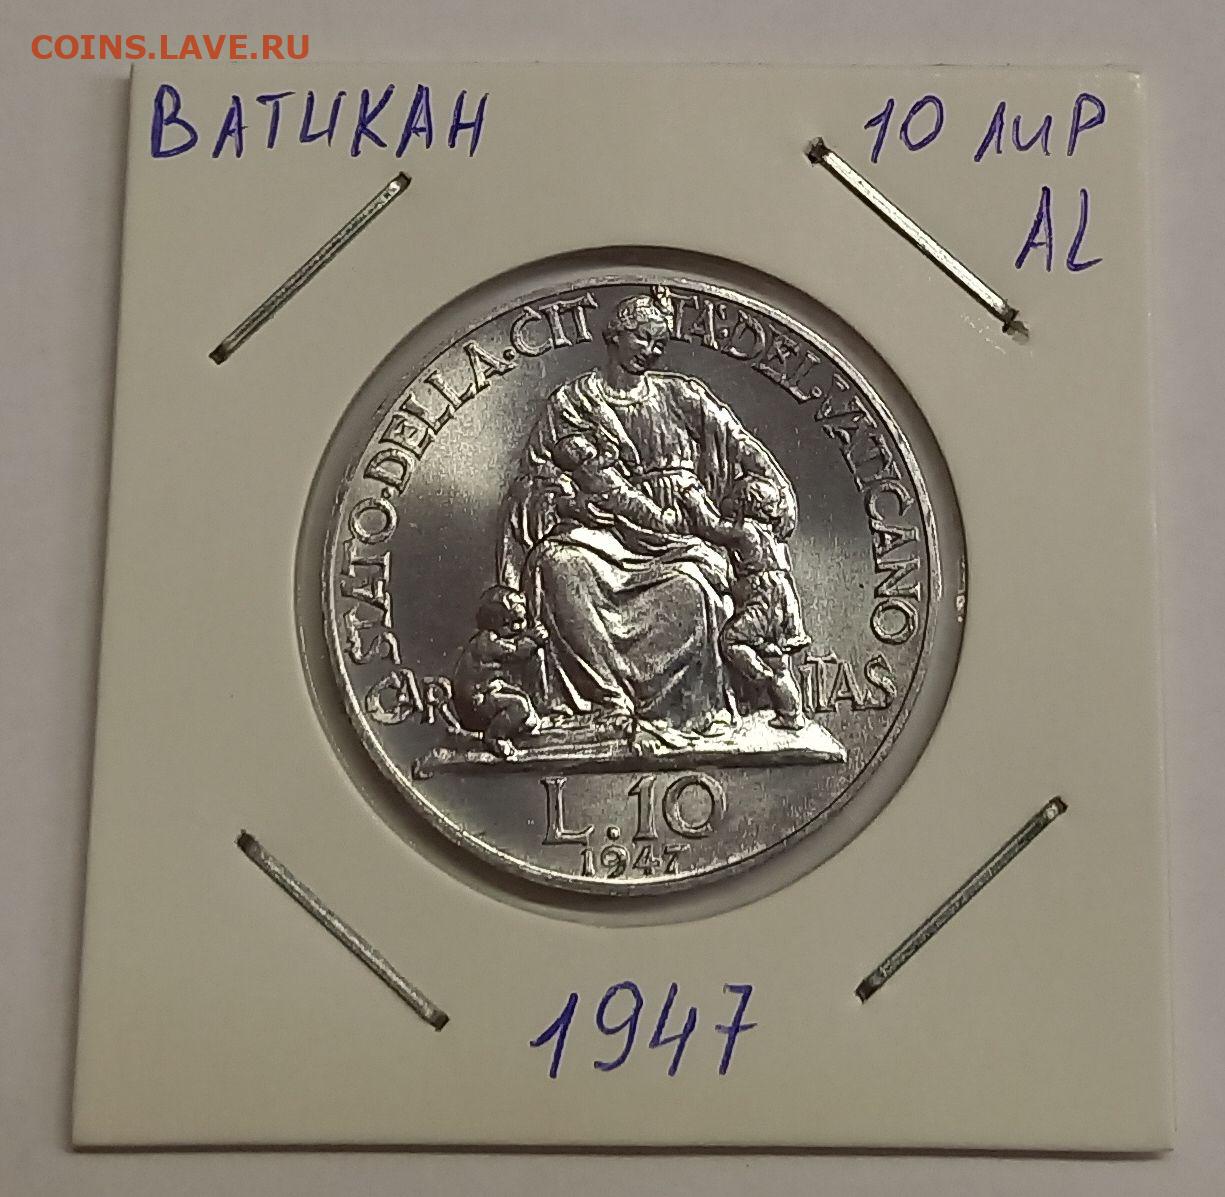 COINS.LAVE.RU
ВАТИКАН
10 лир
AL
STATO·DELLA·CITTA'·DEL·VATICANO
CARITAS
L.10
1947
1947